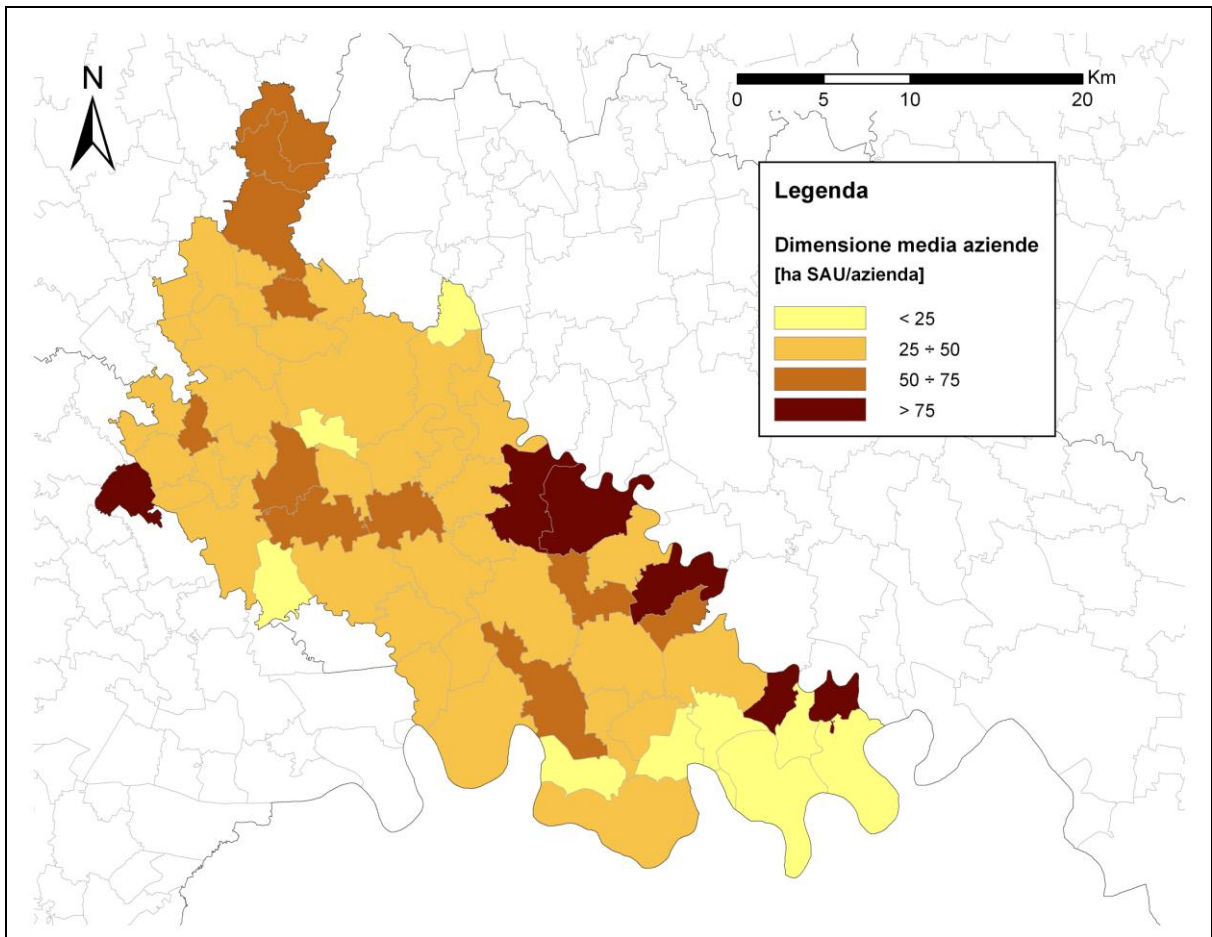 N
Km
0 5 10 20
Legenda
Dimensione media aziende
[ha SAU/azienda]
< 25
25 ÷ 50
50 ÷ 75
> 75